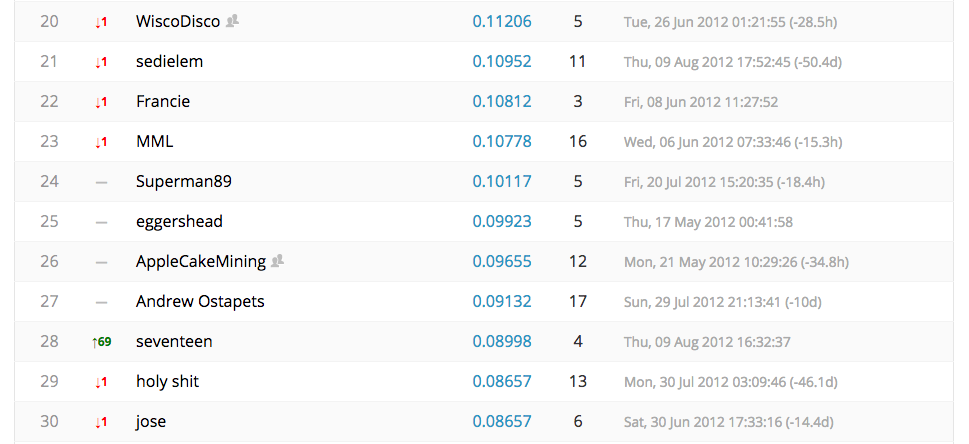 20 ↓1 WiscoDisco 0.11206 5 Tue, 26 Jun 2012 01:21:55 (-28.5h)
21 ↓1 sedielem 0.10952 11 Thu, 09 Aug 2012 17:52:45 (-50.4d)
22 ↓1 Francie 0.10812 3 Fri, 08 Jun 2012 11:27:52
23 ↓1 MML 0.10778 16 Wed, 06 Jun 2012 07:33:46 (-15.3h)
24 — Superman89 0.10117 5 Fri, 20 Jul 2012 15:20:35 (-18.4h)
25 — eggershead 0.09923 5 Thu, 17 May 2012 00:41:58
26 — AppleCakeMining 0.09655 12 Mon, 21 May 2012 10:29:26 (-34.8h)
27 — Andrew Ostapets 0.09132 17 Sun, 29 Jul 2012 21:13:41 (-10d)
28 ↑69 seventeen 0.08998 4 Thu, 09 Aug 2012 16:32:37
29 ↓1 holy shit 0.08657 13 Mon, 30 Jul 2012 03:09:46 (-46.1d)
30 ↓1 jose 0.08657 6 Sat, 30 Jun 2012 17:33:16 (-14.4d)